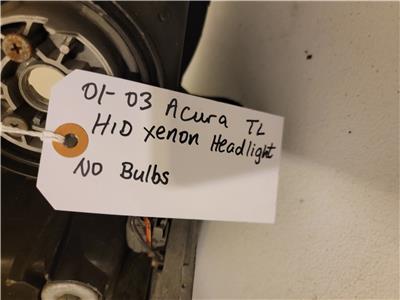 01-03 Acura TL
HID xenon Headlight
No Bulbs